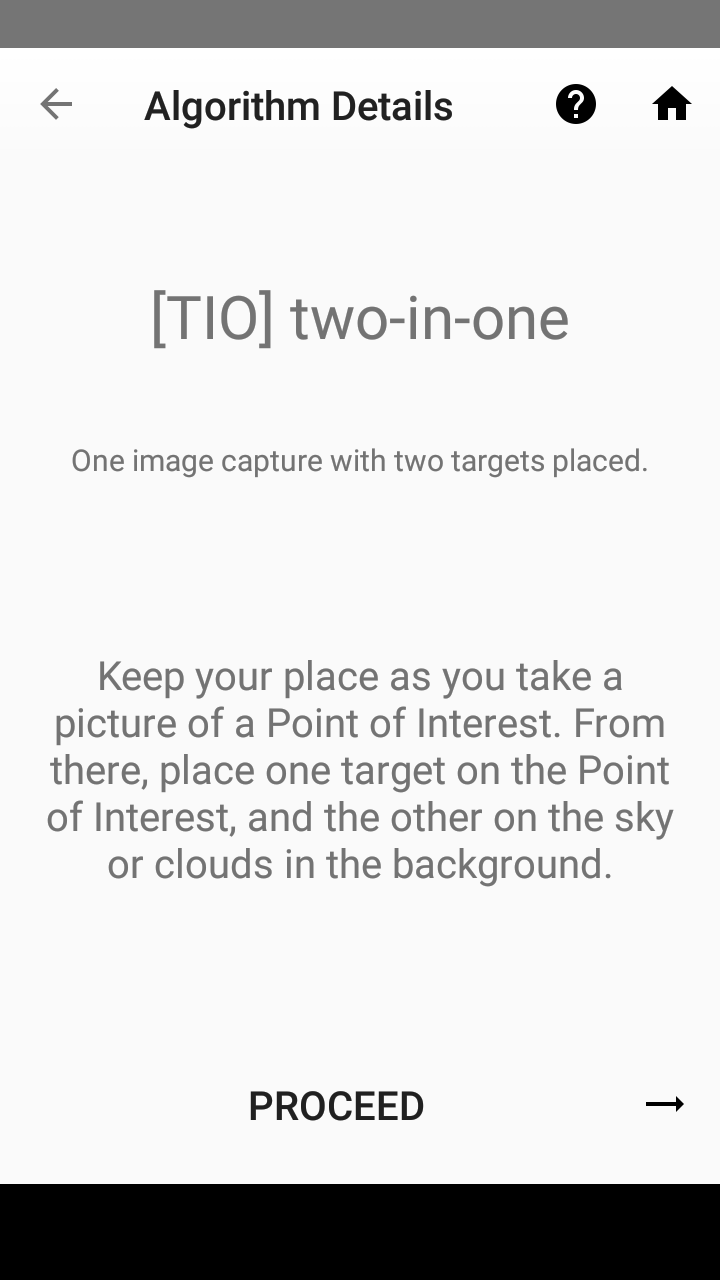 Algorithm Details
[TIO] two-in-one
One image capture with two targets placed.
Keep your place as you take a
picture of a Point of Interest. From
there, place one target on the Point
of Interest, and the other on the sky
or clouds in the background.
PROCEED